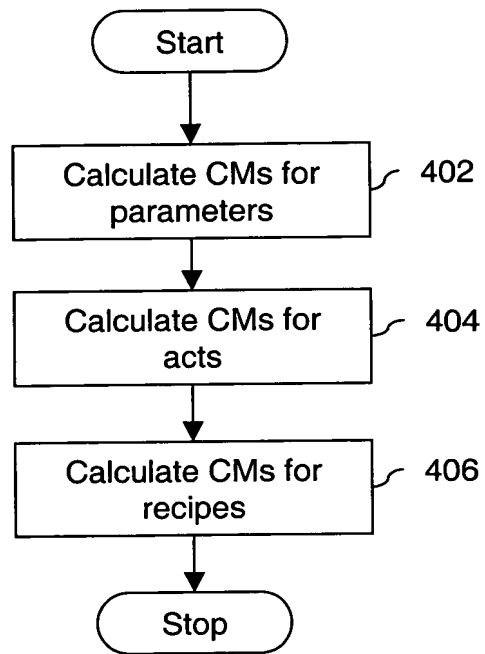 Start
Calculate CMs for
parameters
402
Calculate CMs for
acts
404
Calculate CMs for
recipes
406
Stop